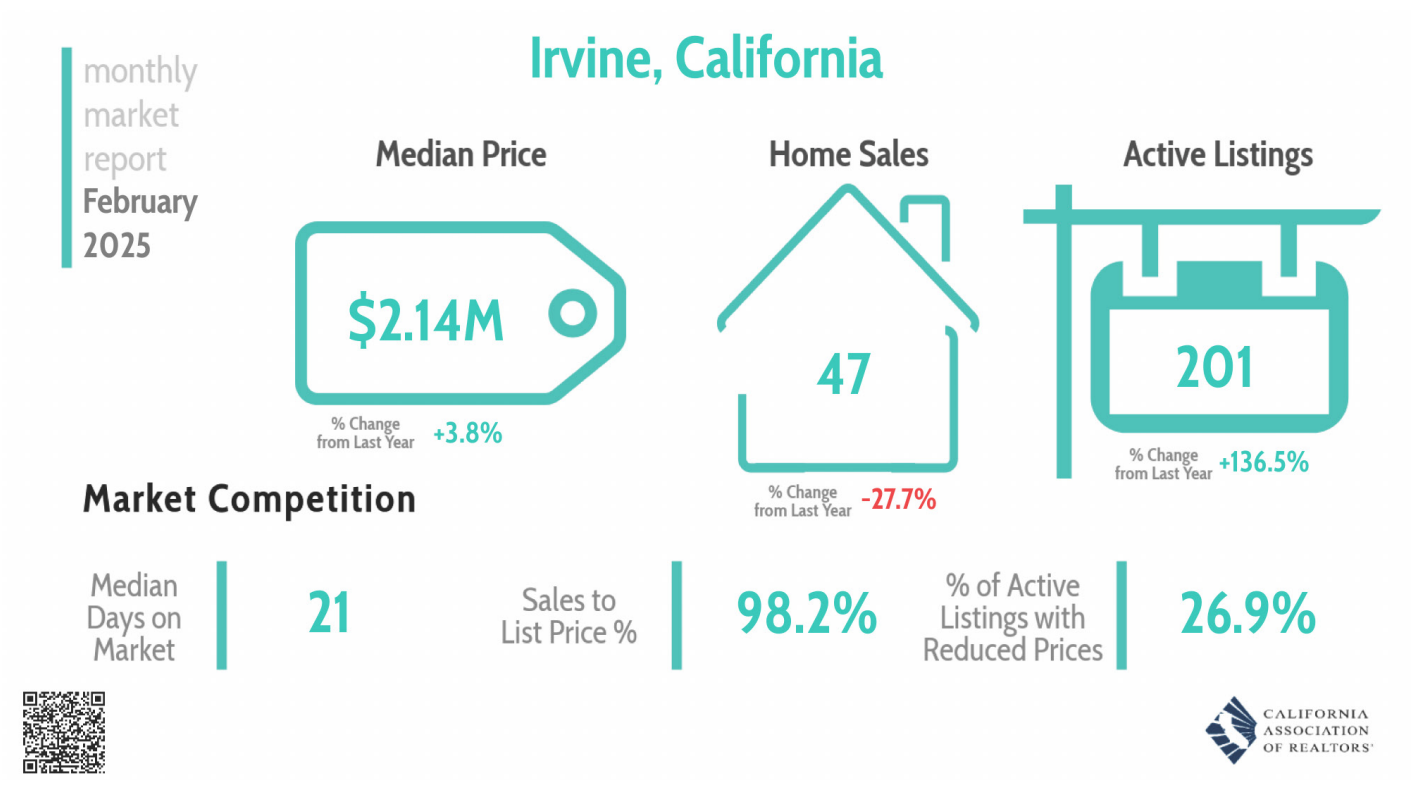 monthly
market
report
February
2025
Irvine, California
Median Price
$2.14M
% Change
from Last Year
+3.8%
Home Sales
47
% Change
from Last Year
-27.7%
Active Listings
201
% Change
from Last Year
+136.5%
Market Competition
Median
Days on
Market
21
Sales to
List Price %
98.2%
% of Active
Listings with
Reduced Prices
26.9%
CALIFORNIA
ASSOCIATION
OF REALTORS®